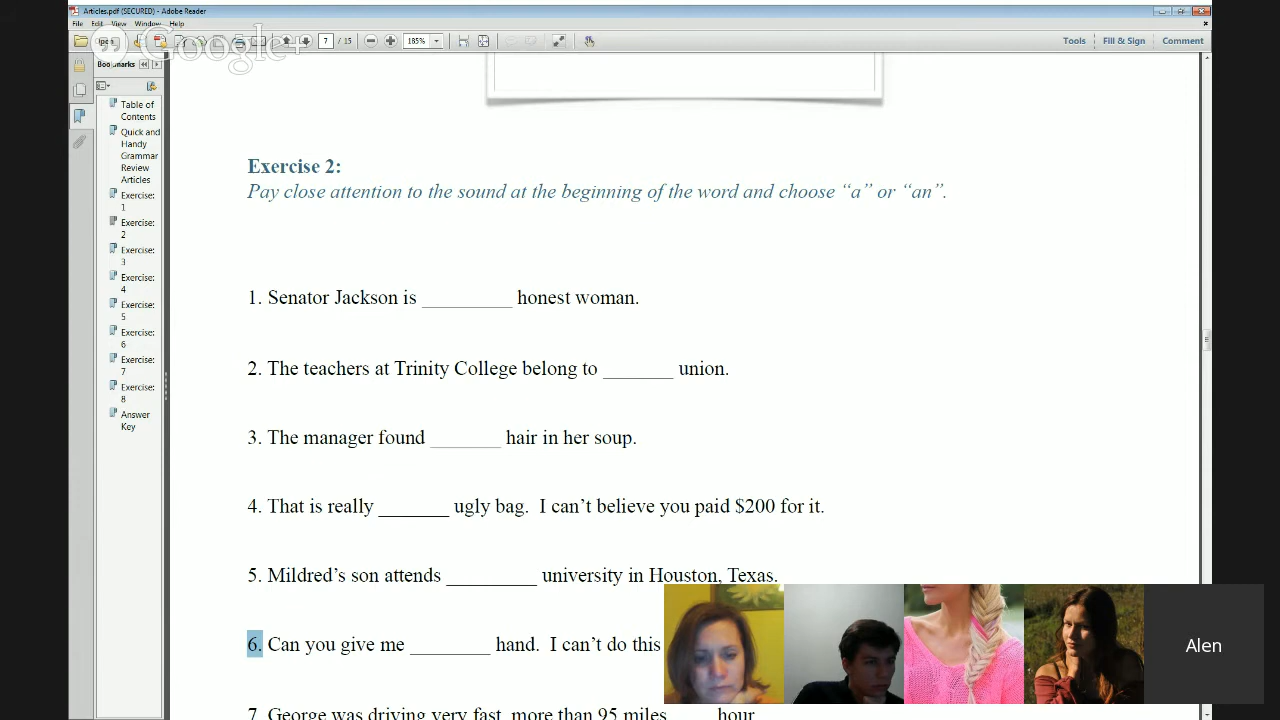 Articles.pdf (SECURED) - Adobe Reader
File Edit View Window Help
Open 7 / 15 185% Tools Fill & Sign Comment
Google+
Bookmarks
Table of
Contents
Quick and
Handy
Grammar
Review
Articles
Exercise:
1
Exercise:
2
Exercise:
3
Exercise:
4
Exercise:
5
Exercise:
6
Exercise:
7
Exercise:
8
Answer
Key
Exercise 2:
Pay close attention to the sound at the beginning of the word and choose “a” or “an”.
1. Senator Jackson is _________ honest woman.
2. The teachers at Trinity College belong to _______ union.
3. The manager found _______ hair in her soup.
4. That is really _______ ugly bag. I can’t believe you paid $200 for it.
5. Mildred’s son attends _________ university in Houston, Texas.
6. Can you give me ________ hand. I can’t do this
7. George was driving very fast, more than 95 miles ____ hour
Alen